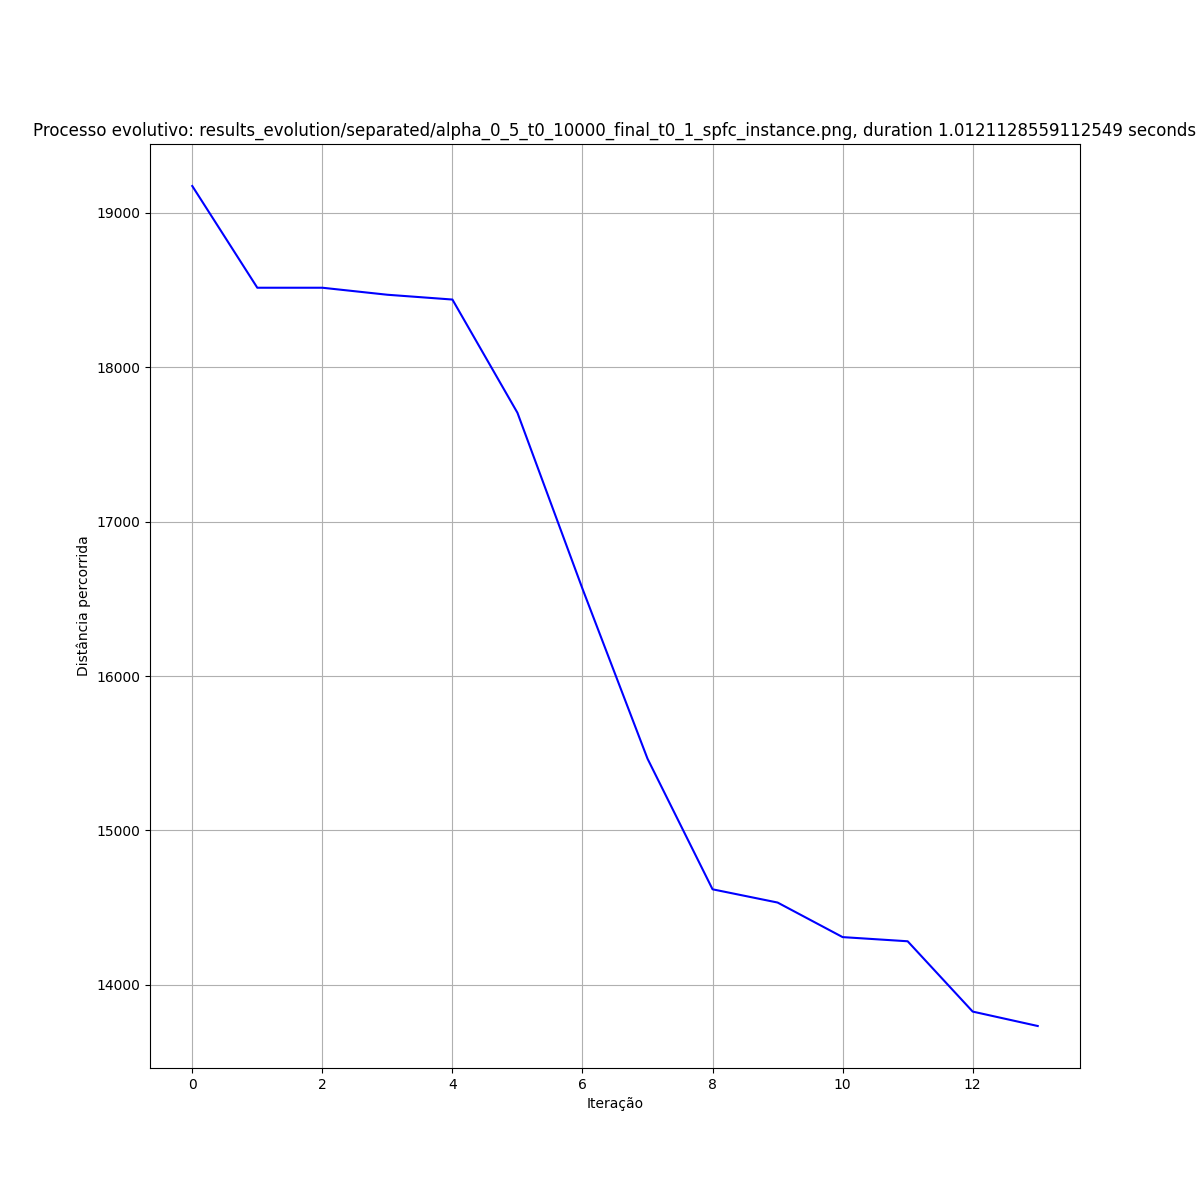 Processo evolutivo: results_evolution/separated/alpha_0_5_t0_10000_final_t0_1_spfc_instance.png, duration 1.0121128559112549 seconds
19000
18000
17000
16000
15000
14000
Distância percorrida
0 2 4 6 8 10 12
Iteração